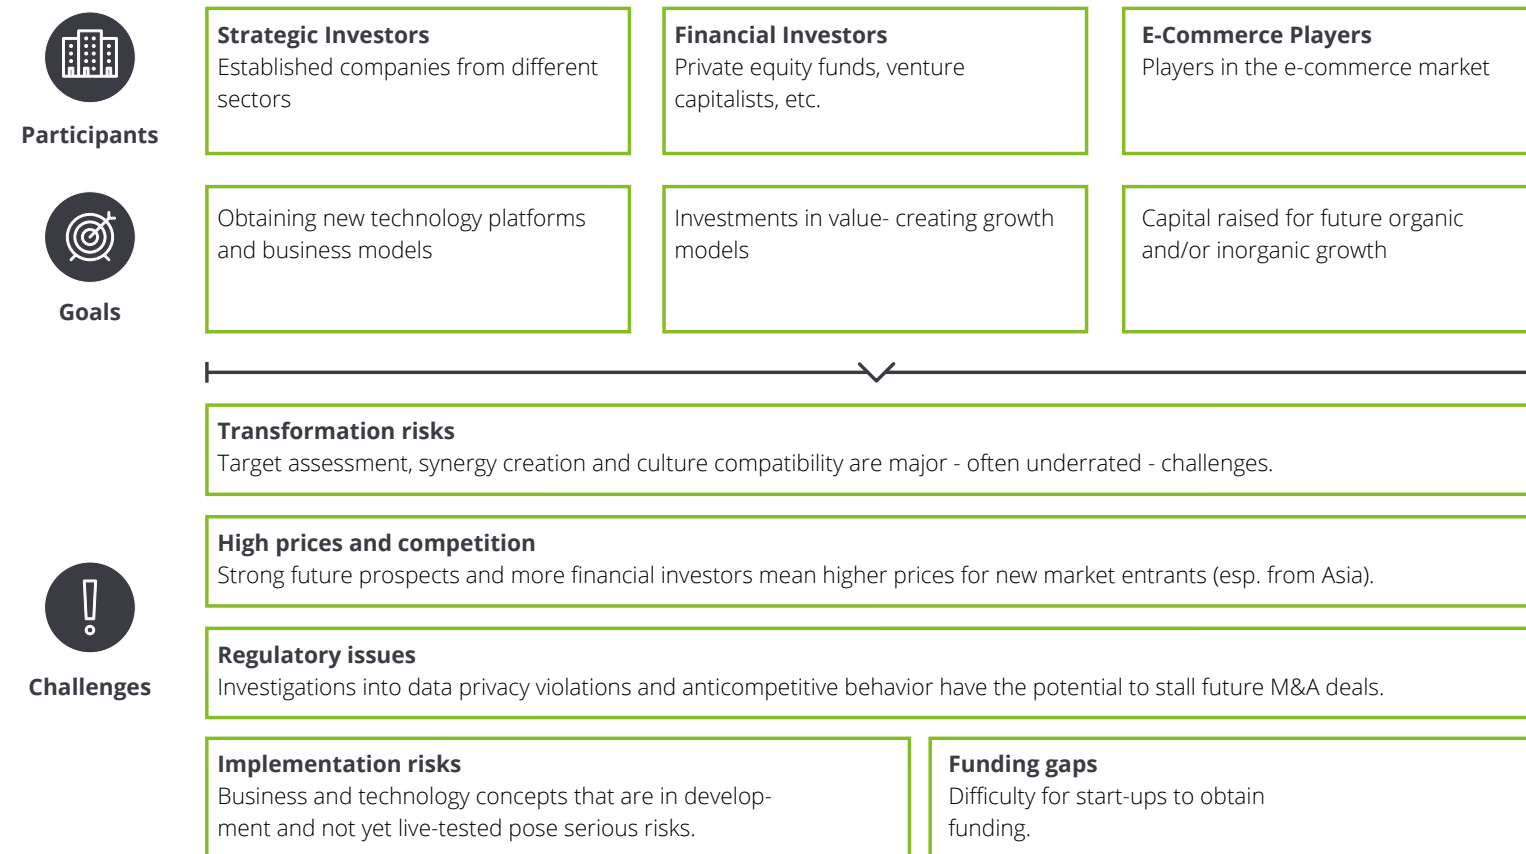 Participants
Strategic Investors
Established companies from different
sectors
Financial Investors
Private equity funds, venture
capitalists, etc.
E-Commerce Players
Players in the e-commerce market
Goals
Obtaining new technology platforms
and business models
Investments in value- creating growth
models
Capital raised for future organic
and/or inorganic growth
Challenges
Transformation risks
Target assessment, synergy creation and culture compatibility are major - often underrated - challenges.
High prices and competition
Strong future prospects and more financial investors mean higher prices for new market entrants (esp. from Asia).
Regulatory issues
Investigations into data privacy violations and anticompetitive behavior have the potential to stall future M&A deals.
Implementation risks
Business and technology concepts that are in develop-
ment and not yet live-tested pose serious risks.
Funding gaps
Difficulty for start-ups to obtain
funding.